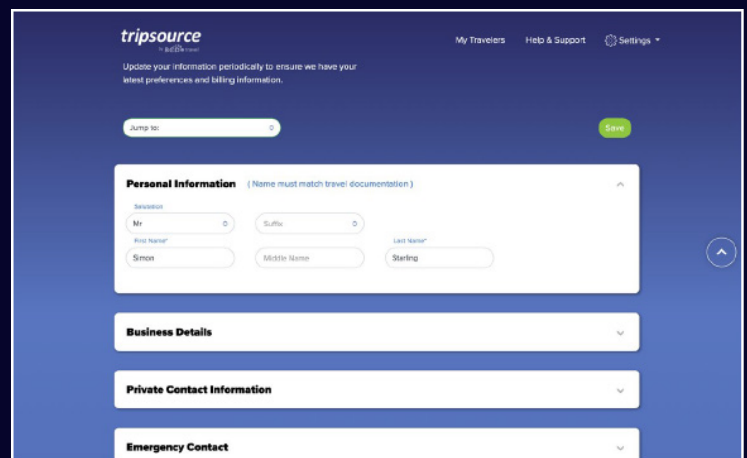 tripsource
My Travelers
Help & Support
Settings
Update your information periodically to ensure we have your
latest preferences and billing information.
Jump to:
Save
Personal Information (Name must match travel documentation)
Salutation
Mr
Suffix
First Name*
Last Name*
Simon
Middle Name
Starling
Business Details
Private Contact Information
Emergency Contact